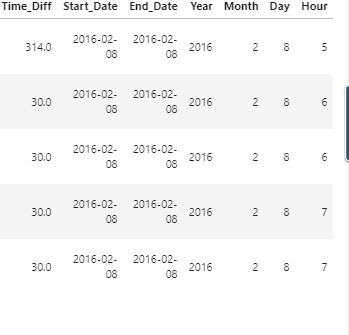 Time_Diff Start_Date End_Date Year Month Day Hour
314.0 2016-02-08 2016-02-08 2016 2 8 5
30.0 2016-02-08 2016-02-08 2016 2 8 6
30.0 2016-02-08 2016-02-08 2016 2 8 6
30.0 2016-02-08 2016-02-08 2016 2 8 7
30.0 2016-02-08 2016-02-08 2016 2 8 7